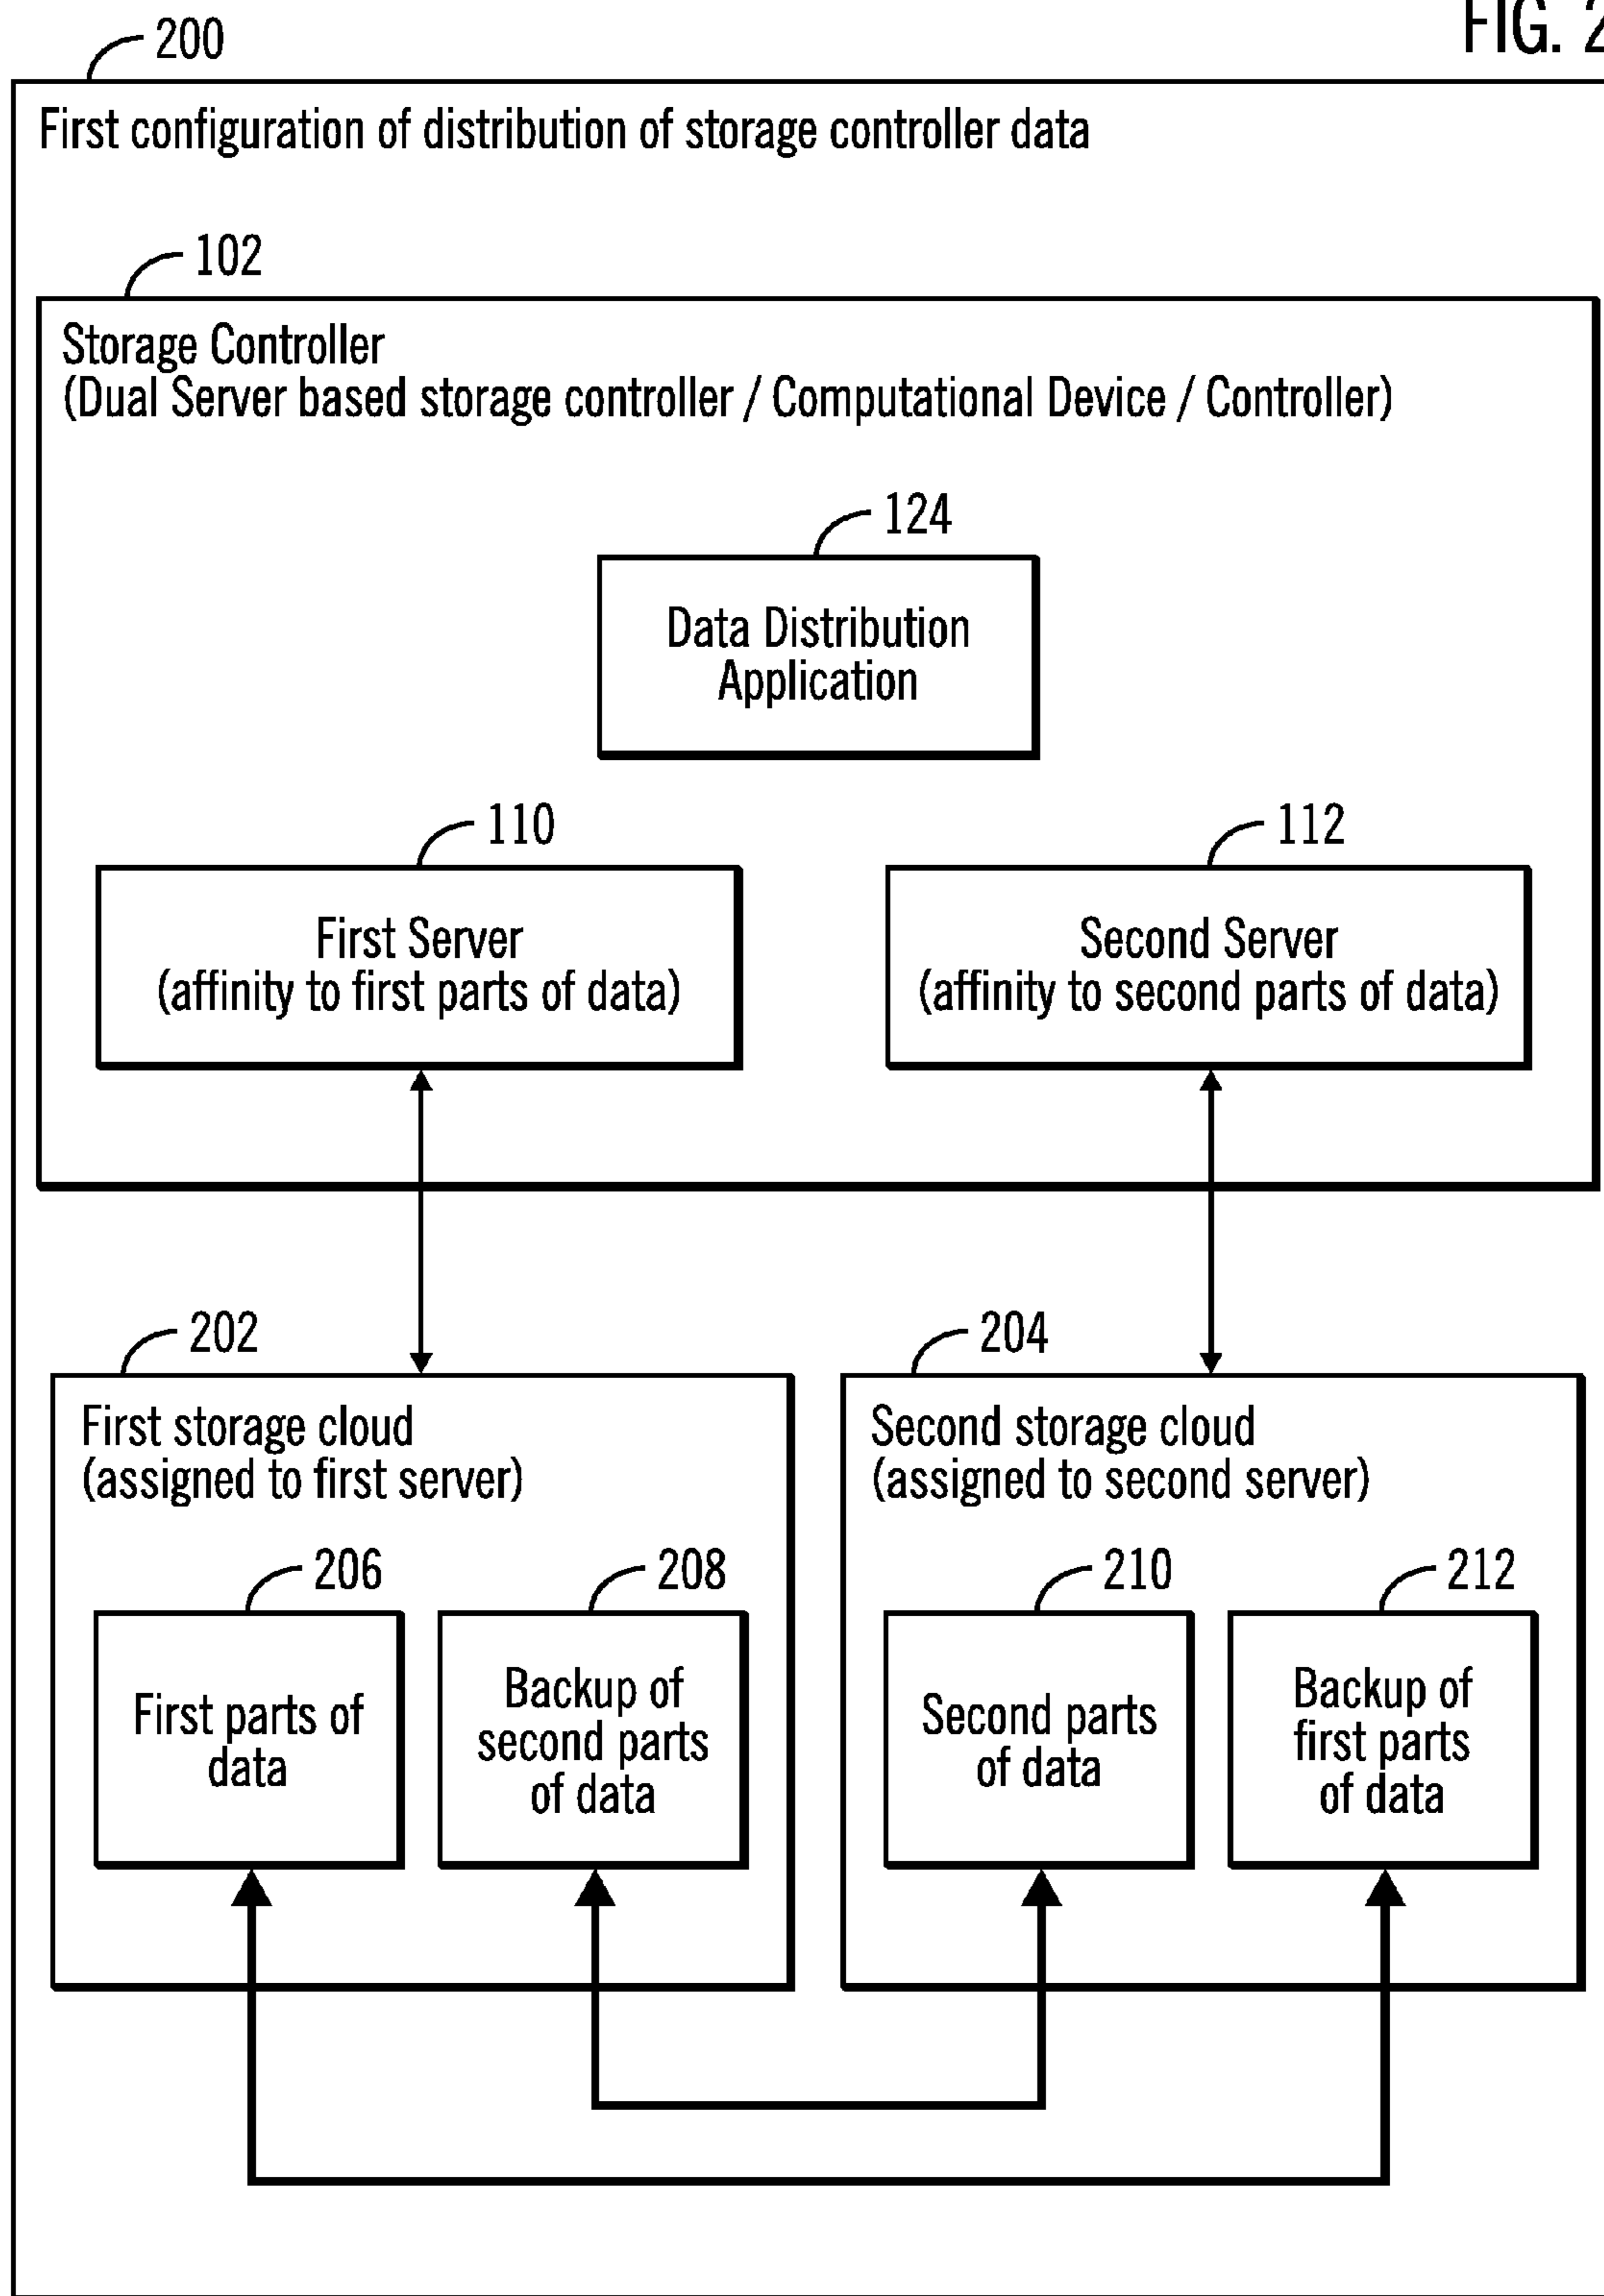 FIG. 2
200
First configuration of distribution of storage controller data
102
Storage Controller
(Dual Server based storage controller / Computational Device / Controller)
124
Data Distribution
Application
110
112
First Server
(affinity to first parts of data)
Second Server
(affinity to second parts of data)
202
204
First storage cloud
(assigned to first server)
Second storage cloud
(assigned to second server)
206
208
210
212
First parts of
data
Backup of
second parts
of data
Second parts
of data
Backup of
first parts
of data